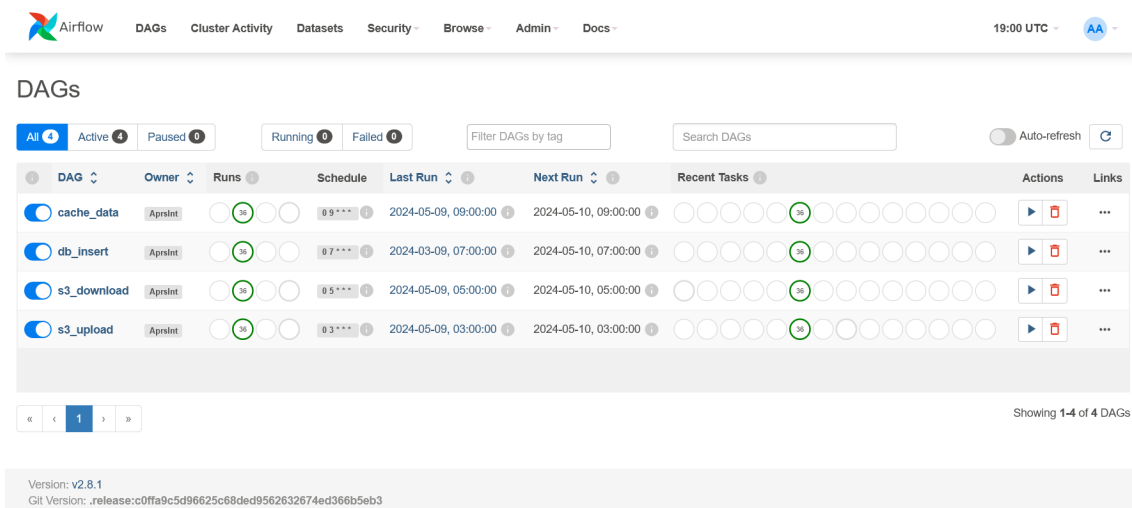 Airflow DAGs Cluster Activity Datasets Security Browse Admin Docs 19:00 UTC AA
DAGs
All 4 Active 4 Paused 0 Running 0 Failed 0 Filter DAGs by tag Search DAGs Auto-refresh
DAG Owner Runs Schedule Last Run Next Run Recent Tasks Actions Links
cache_data AprsInt 36 0 9 * * * 2024-05-09, 09:00:00 2024-05-10, 09:00:00 36
db_insert AprsInt 36 0 7 * * * 2024-03-09, 07:00:00 2024-05-10, 07:00:00 36
s3_download AprsInt 36 0 5 * * * 2024-05-09, 05:00:00 2024-05-10, 05:00:00 36
s3_upload AprsInt 36 0 3 * * * 2024-05-09, 03:00:00 2024-05-10, 03:00:00 36
« ‹ 1 › » Showing 1-4 of 4 DAGs
Version: v2.8.1
Git Version: .release:c0ffa9c5d96625c68ded9562632674ed366b5eb3